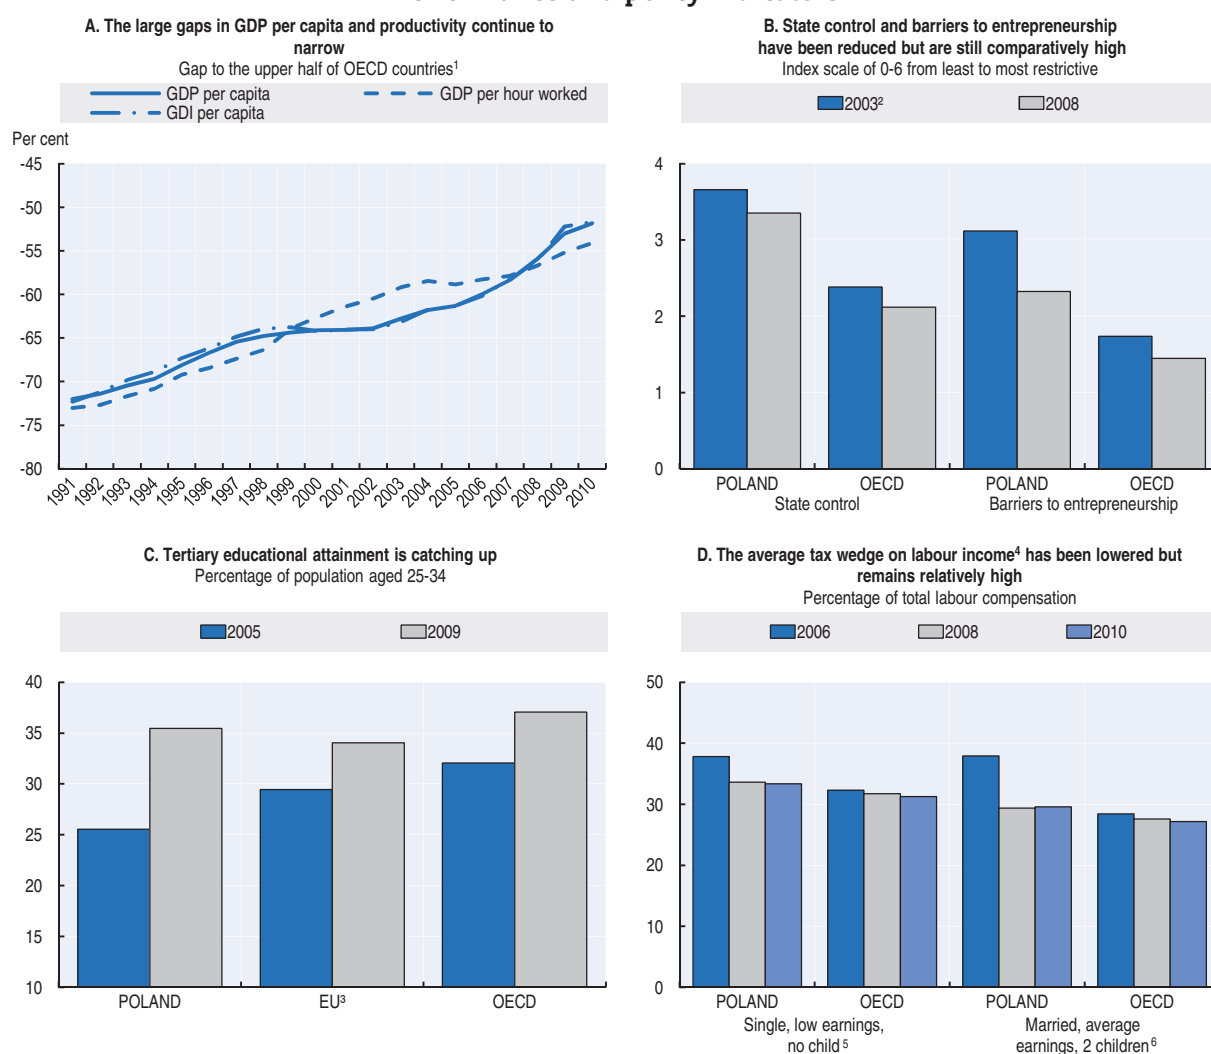 A. The large gaps in GDP per capita and productivity continue to
narrow
Gap to the upper half of OECD countries¹
GDP per capita
GDP per hour worked
GDI per capita
Per cent
-45
-50
-55
-60
-65
-70
-75
-80
1991 1992 1993 1994 1995 1996 1997 1998 1999 2000 2001 2002 2003 2004 2005 2006 2007 2008 2009 2010
B. State control and barriers to entrepreneurship
have been reduced but are still comparatively high
Index scale of 0-6 from least to most restrictive
2003² 2008
4
3
2
1
0
POLAND OECD POLAND OECD
State control Barriers to entrepreneurship
C. Tertiary educational attainment is catching up
Percentage of population aged 25-34
2005 2009
40
35
30
25
20
15
10
POLAND EU³ OECD
D. The average tax wedge on labour income⁴ has been lowered but
remains relatively high
Percentage of total labour compensation
2006 2008 2010
50
40
30
20
10
0
POLAND OECD POLAND OECD
Single, low earnings,
no child ⁵
Married, average
earnings, 2 children ⁶